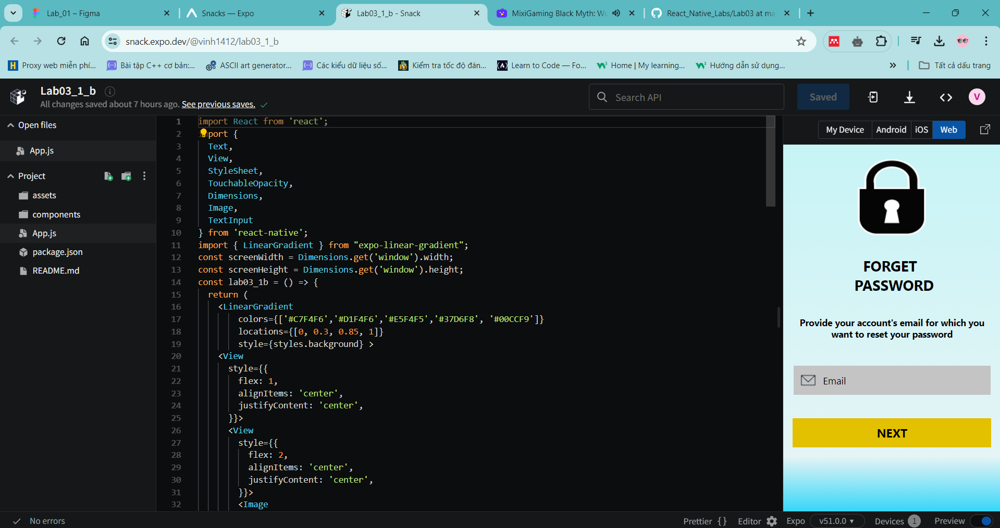 Lab_01 – Figma
Snacks — Expo
Lab03_1_b - Snack
MixiGaming Black Myth: Wu
React_Native_Labs/Lab03 at ma
snack.expo.dev/@vinh1412/lab03_1_b
Proxy web miễn phí...
Bài tập C++ cơ bản:...
ASCII art generator...
Các kiểu dữ liệu số...
Kiểm tra tốc độ đán...
Learn to Code — Fo...
Home | My learning...
Hướng dẫn sử dụng...
Tất cả dấu trang
Lab03_1_b
All changes saved about 7 hours ago. See previous saves.
Search API
Saved
V
Open files
App.js
Project
assets
components
App.js
package.json
README.md
1 import React from 'react';
2 import {
3 Text,
4 View,
5 StyleSheet,
6 TouchableOpacity,
7 Dimensions,
8 Image,
9 TextInput
10 } from 'react-native';
11 import { LinearGradient } from "expo-linear-gradient";
12 const screenWidth = Dimensions.get('window').width;
13 const screenHeight = Dimensions.get('window').height;
14 const lab03_1b = () => {
15 return (
16 <LinearGradient
17 colors={['#C7F4F6','#D1F4F6','#E5F4F5','#37D6F8', '#00CCF9']}
18 locations={[0, 0.3, 0.85, 1]}
19 style={styles.background} >
20 <View
21 style={{
22 flex: 1,
23 alignItems: 'center',
24 justifyContent: 'center',
25 }}>
26 <View
27 style={{
28 flex: 2,
29 alignItems: 'center',
30 justifyContent: 'center',
31 }}>
32 <Image
My Device
Android
iOS
Web
FORGET
PASSWORD
Provide your account's email for which you
want to reset your password
Email
NEXT
No errors
Prettier {}
Editor
Expo
v51.0.0
Devices 1
Preview